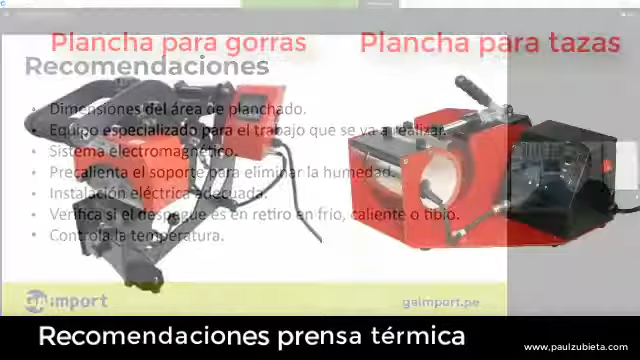 Plancha para gorras
Plancha para tazas
Recomendaciones
• Dimensiones del área de planchado.
• Equipo especializado para el trabajo que se va a realizar.
• Sistema electromagnético.
• Precalienta el soporte para eliminar la humedad.
• Instalación eléctrica adecuada.
• Verifica si el despegue es en retiro en frío, caliente o tibio.
• Controla la temperatura.
GAimport
gaimport.pe
Recomendaciones prensa térmica
www.paulzubieta.com